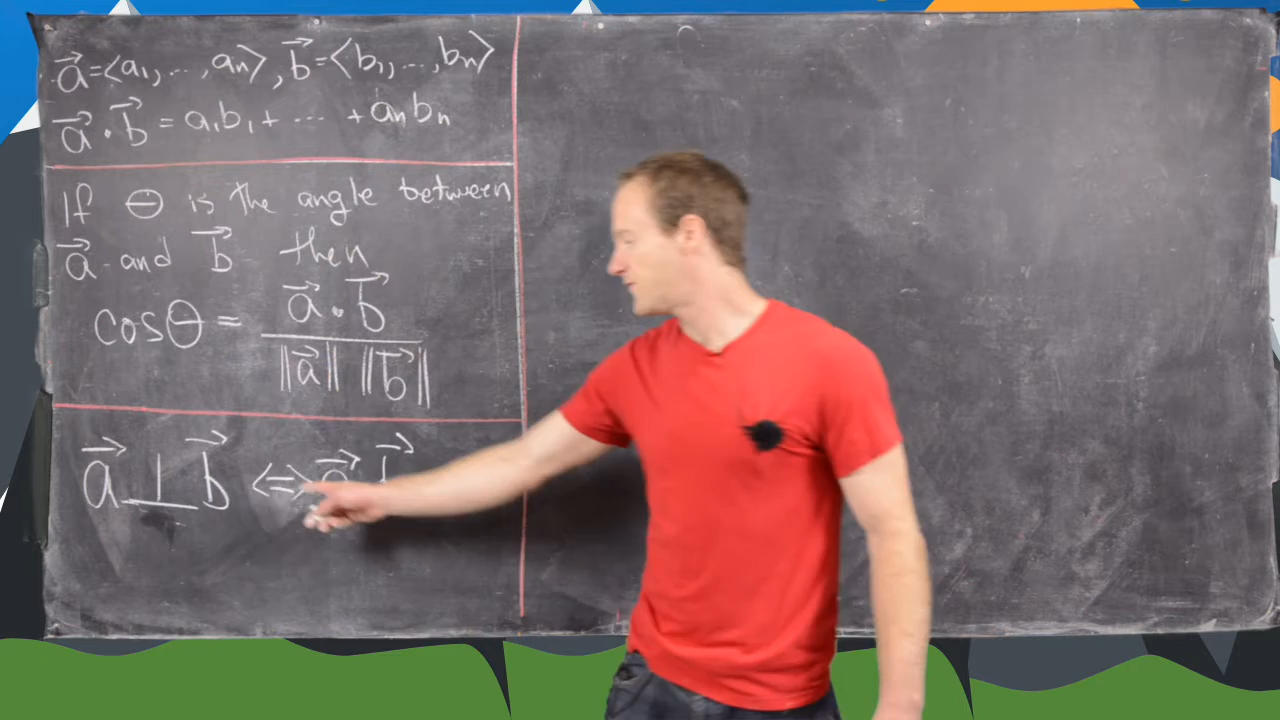 a⃗=⟨a₁,...,aₙ⟩, b⃗=⟨b₁,...,bₙ⟩
a⃗·b⃗ = a₁b₁+ ... +aₙbₙ
If Θ is the angle between
a⃗ and b⃗ then
cosΘ = a⃗·b⃗ / ‖a⃗‖ ‖b⃗‖
a⃗ ⊥ b⃗ ⟺